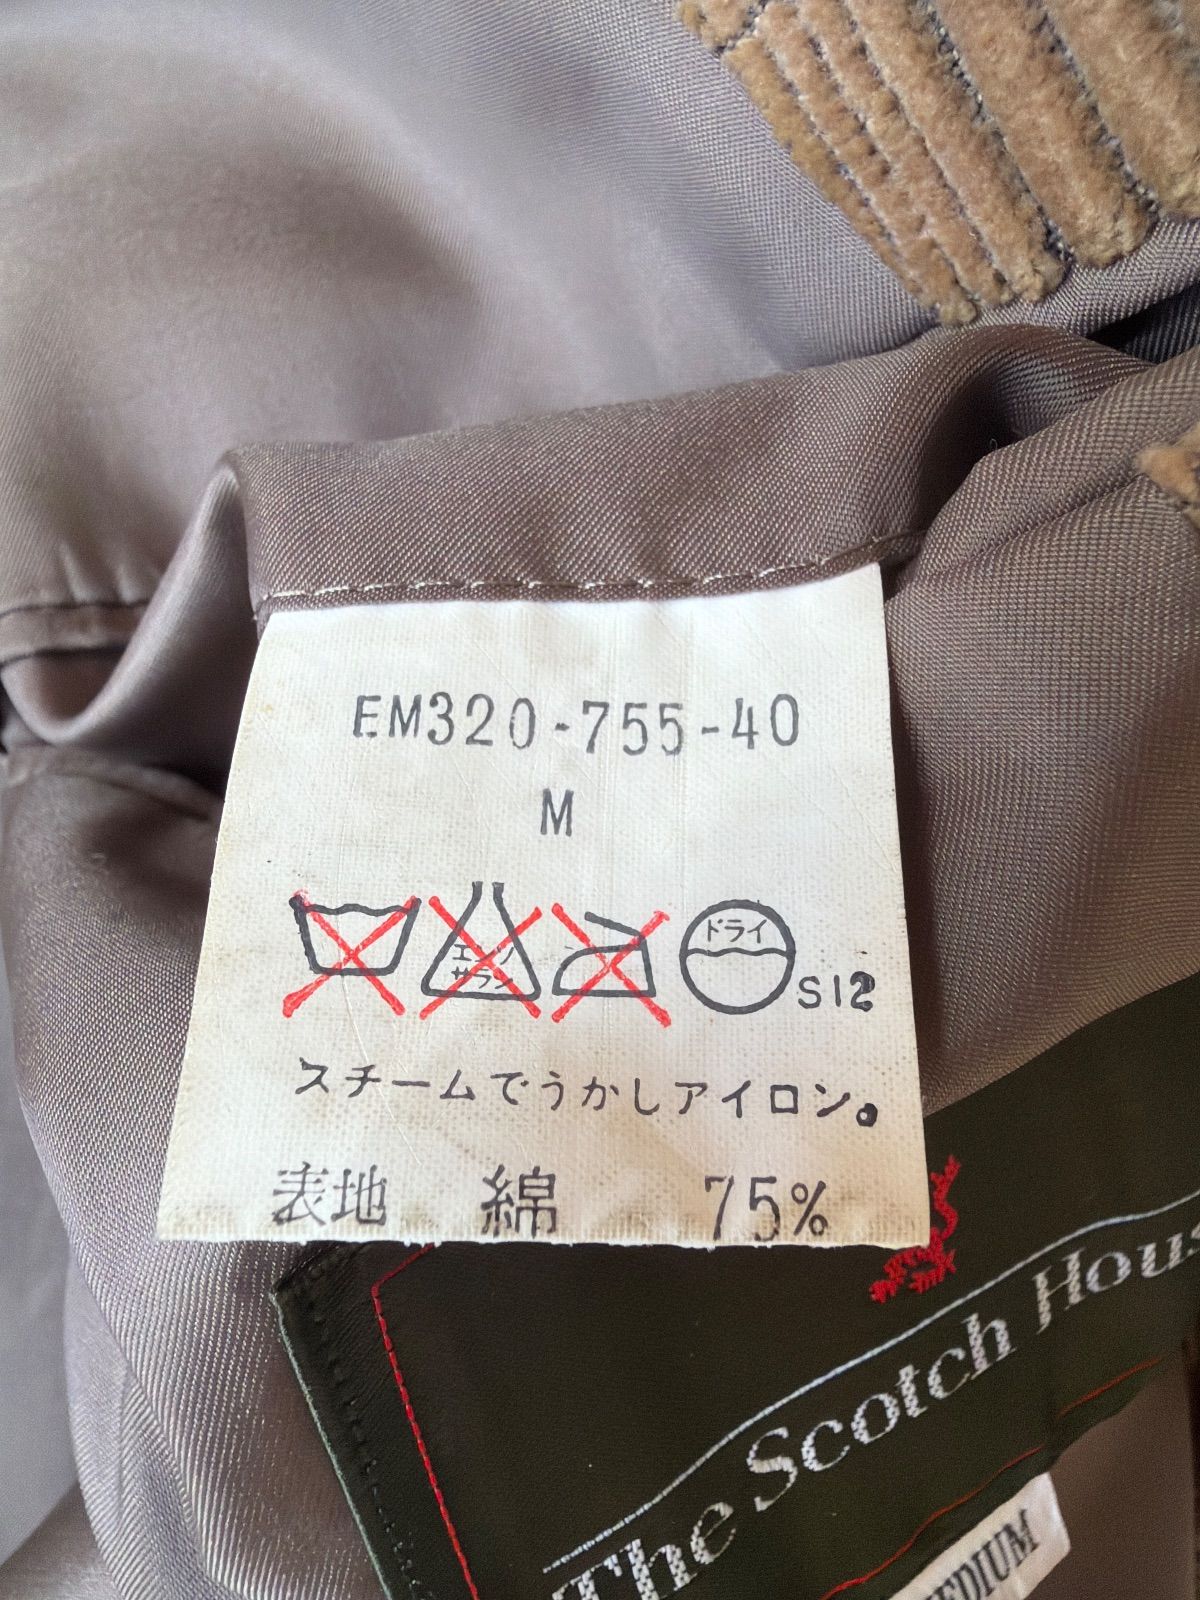 EM320-755-40
M
エンソ
サラシ
ドライ
S12
スチームでうかしアイロン。
表地 綿 75%
The Scotch
MEDIUM